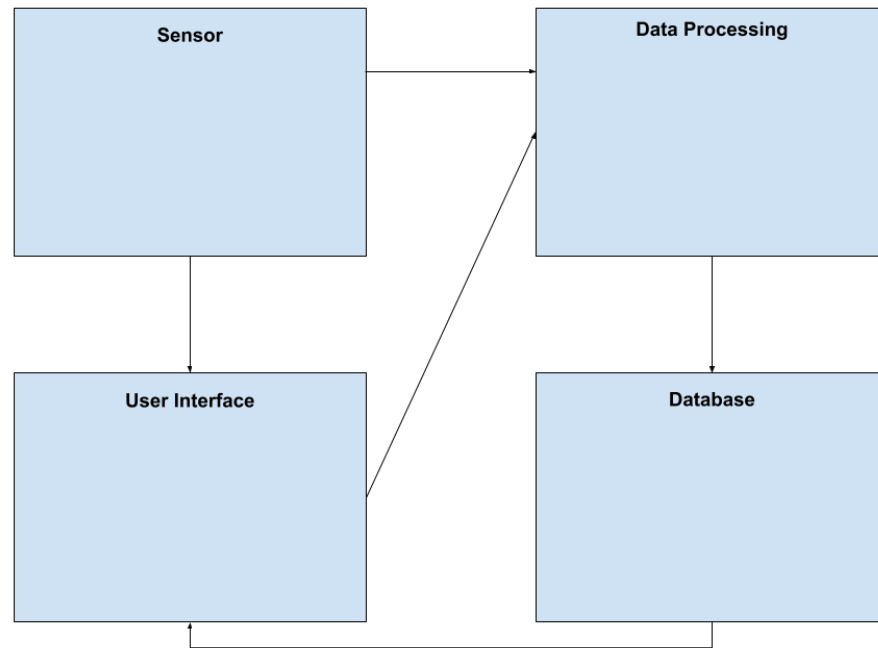 Sensor
Data Processing
User Interface
Database